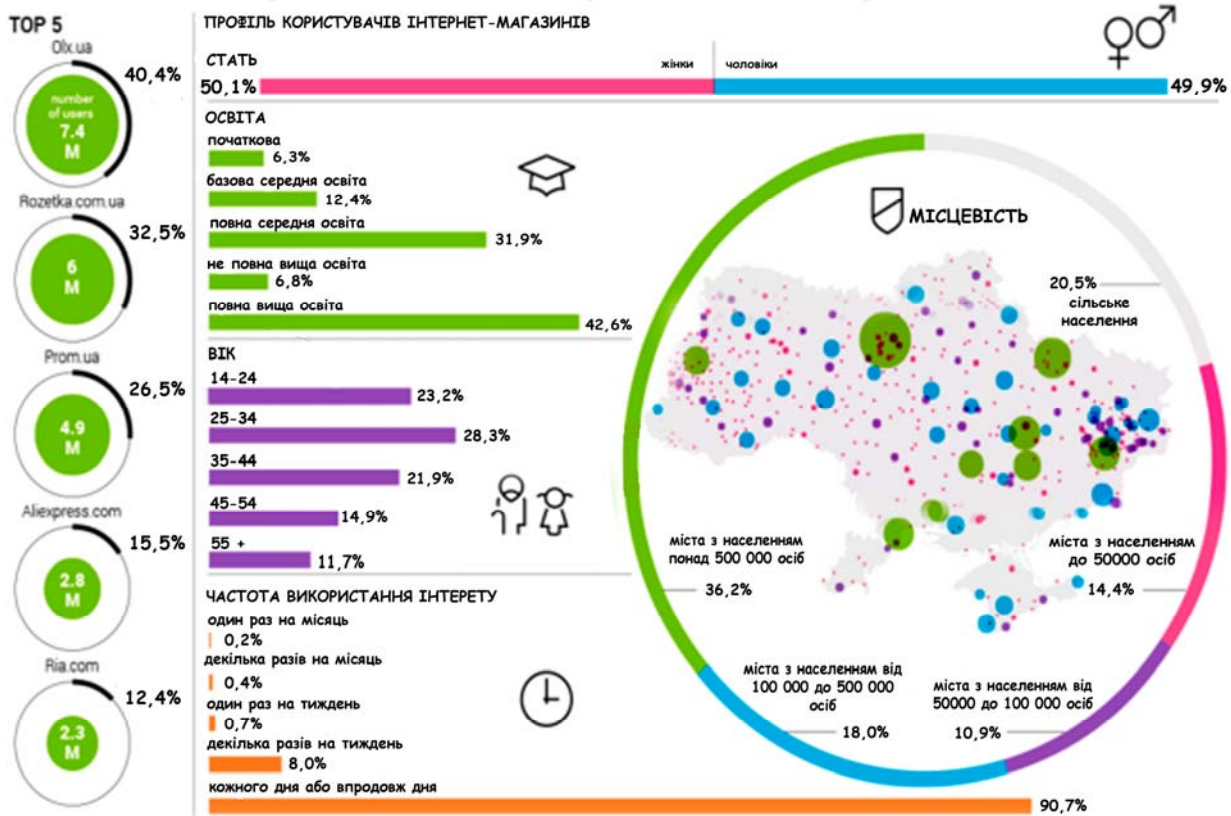 TOP 5
Olx.ua
40,4%
number
of users
7.4
M
Rozetka.com.ua
32,5%
6
M
Prom.ua
26,5%
4.9
M
Aliexpress.com
15,5%
2.8
M
Ria.com
12,4%
2.3
M
ПРОФІЛЬ КОРИСТУВАЧІВ ІНТЕРНЕТ-МАГАЗИНІВ
СТАТЬ
жінки
чоловіки
50,1%
49,9%
ОСВІТА
початкова
6,3%
базова середня освіта
12,4%
повна середня освіта
31,9%
не повна вища освіта
6,8%
повна вища освіта
42,6%
ВІК
14-24
23,2%
25-34
28,3%
35-44
21,9%
45-54
14,9%
55 +
11,7%
ЧАСТОТА ВИКОРИСТАННЯ ІНТЕРЕТУ
один раз на місяць
0,2%
декілька разів на місяць
0,4%
один раз на тиждень
0,7%
декілька разів на тиждень
8,0%
кожного дня або впродовж дня
90,7%
МІСЦЕВІСТЬ
20,5%
сільське
населення
міста з населенням
понад 500 000 осіб
36,2%
міста з населенням
до 50000 осіб
14,4%
міста з населенням від
100 000 до 500 000
осіб
18,0%
міста з населенням від
50000 до 100 000 осіб
10,9%